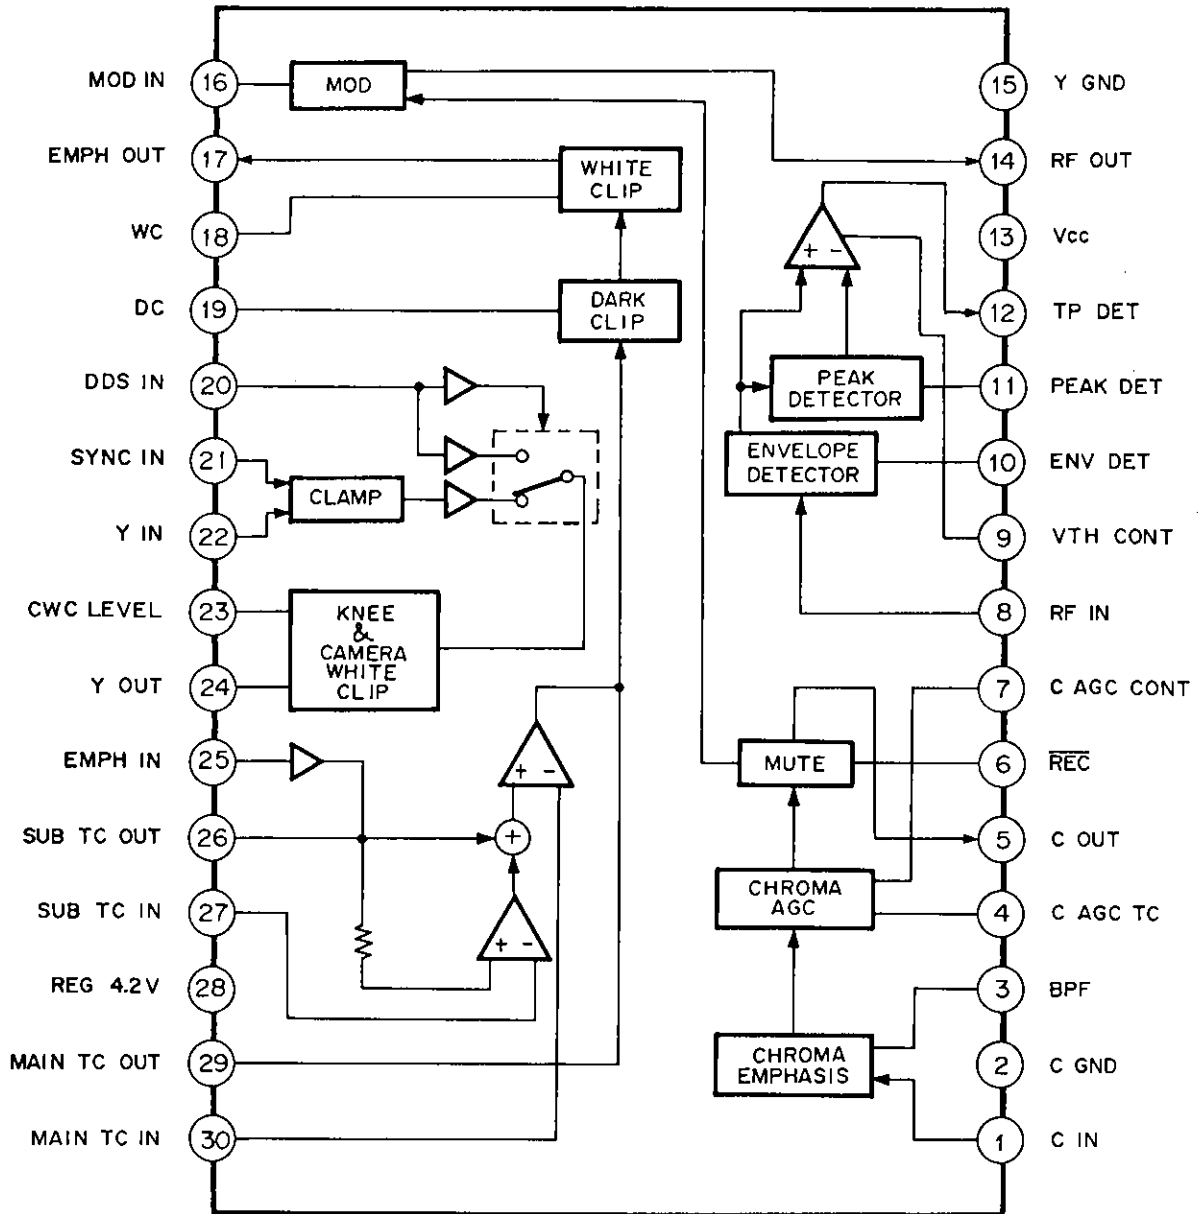 MOD IN 16
MOD
15 Y GND
EMPH OUT 17
WHITE
CLIP
14 RF OUT
WC 18
+ -
13 Vcc
DC 19
DARK
CLIP
12 TP DET
DDS IN 20
PEAK
DETECTOR
11 PEAK DET
SYNC IN 21
ENVELOPE
DETECTOR
10 ENV DET
CLAMP
Y IN 22
9 VTH CONT
CWC LEVEL 23
KNEE
&
CAMERA
WHITE
CLIP
8 RF IN
Y OUT 24
7 C AGC CONT
EMPH IN 25
+ -
MUTE
6 REC
SUB TC OUT 26
+
5 C OUT
SUB TC IN 27
+ -
CHROMA
AGC
4 C AGC TC
REG 4.2V 28
3 BPF
MAIN TC OUT 29
CHROMA
EMPHASIS
2 C GND
MAIN TC IN 30
1 C IN